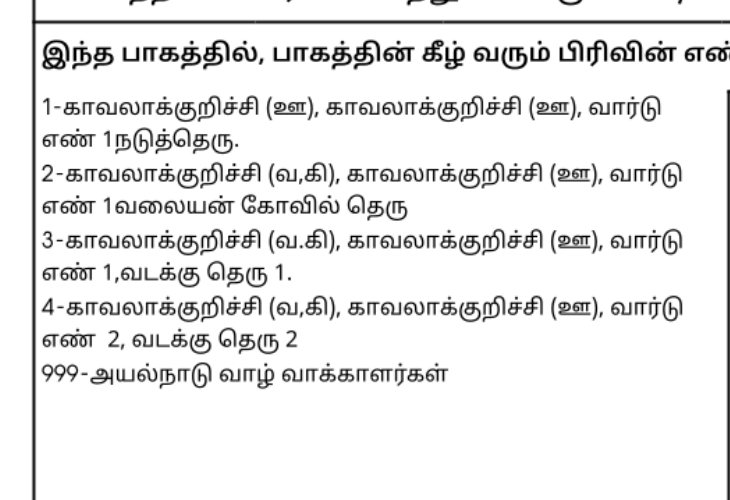 இந்த பாகத்தில், பாகத்தின் கீழ் வரும் பிரிவின் எண்
1-காவலாக்குறிச்சி (ஊ), காவலாக்குறிச்சி (ஊ), வார்டு
எண் 1நடுத்தெரு.
2-காவலாக்குறிச்சி (வ,கி), காவலாக்குறிச்சி (ஊ), வார்டு
எண் 1வலையன் கோவில் தெரு
3-காவலாக்குறிச்சி (வ.கி), காவலாக்குறிச்சி (ஊ), வார்டு
எண் 1,வடக்கு தெரு 1.
4-காவலாக்குறிச்சி (வ,கி), காவலாக்குறிச்சி (ஊ), வார்டு
எண்  2, வடக்கு தெரு 2
999-அயல்நாடு வாழ் வாக்காளர்கள்